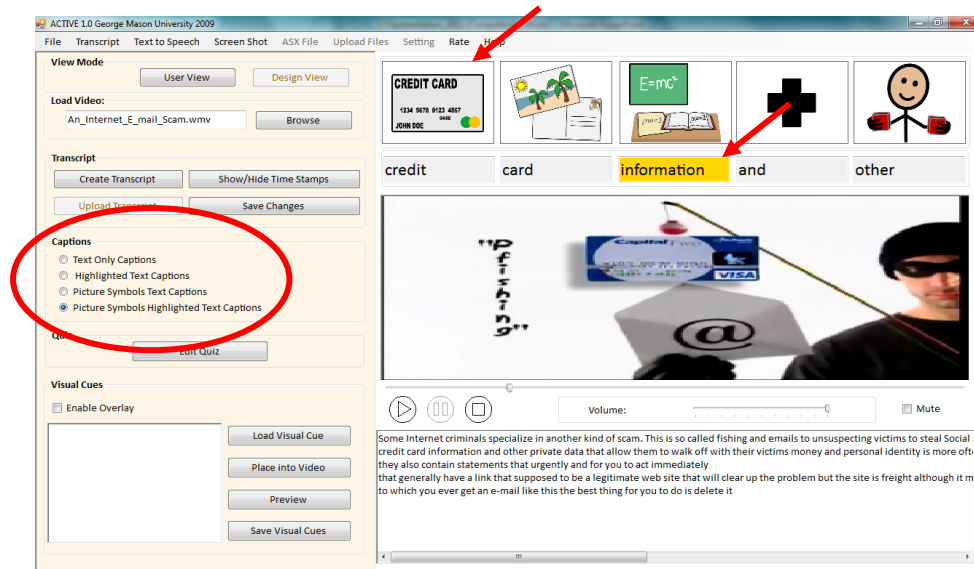 ACTIVE 1.0 George Mason University 2009
File Transcript Text to Speech Screen Shot ASX File Upload Files Setting Rate Help
View Mode
User View Design View
Load Video:
An_Internet_E_mail_Scam.wmv Browse
Transcript
Create Transcript Show/Hide Time Stamps
Upload Transcript Save Changes
Captions
Text Only Captions
Highlighted Text Captions
Picture Symbols Text Captions
Picture Symbols Highlighted Text Captions
Quiz
Edit Quiz
Visual Cues
Enable Overlay
Load Visual Cue
Place into Video
Preview
Save Visual Cues
CREDIT CARD
1234 5678 9123 4567
JOHN DOE
E=mc²
credit card information and other
"Pfishing"
Capital
VISA
@
Volume: Mute
Some Internet criminals specialize in another kind of scam. This is so called fishing and emails to unsuspecting victims to steal Social
credit card information and other private data that allow them to walk off with their victims money and personal identity is more oft
they also contain statements that urgently and for you to act immediately
that generally have a link that supposed to be a legitimate web site that will clear up the problem but the site is freight although it m
to which you ever get an e-mail like this the best thing for you to do is delete it